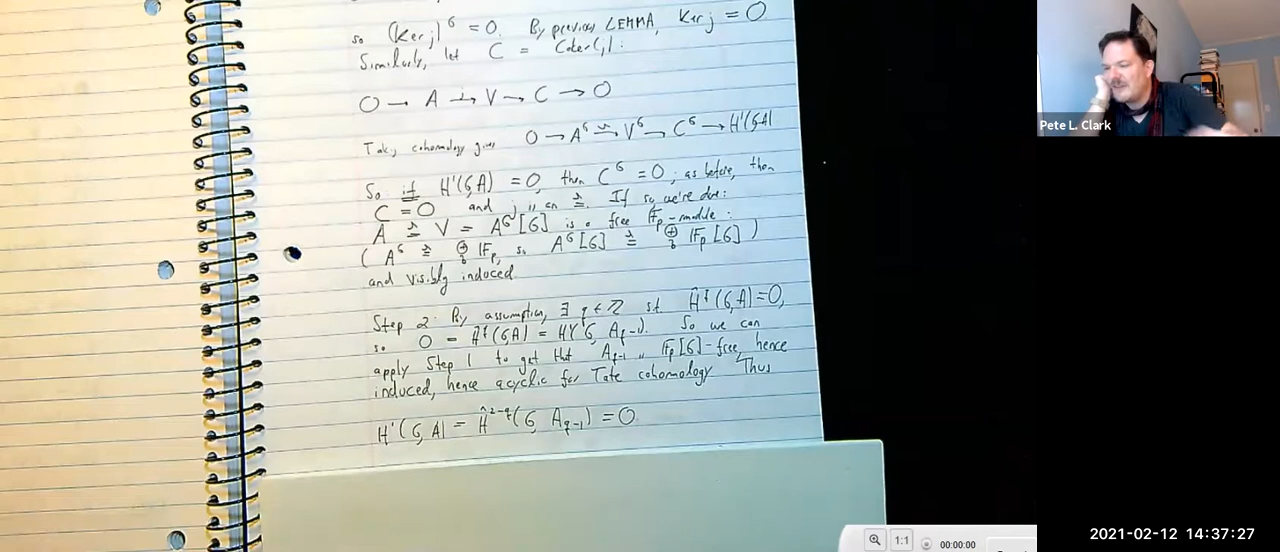 so (Ker j)^G = 0. By previous LEMMA, Ker j = 0
Similarly, let C = Coker(j):
0 → A →^j V → C → 0
Taking cohomology gives 0 → A^G →^~ V^G → C^G → H^1(G,A)
So if H^1(G,A) = 0, then C^G = 0; as before, then
C = 0 and j is an ≅. If so, we're done:
A ≅ V = A^G[G] is a free F_p-module:
(A^G ≅ ⊕ F_p, so A^G[G] ≅ ⊕ F_p[G])
and visibly induced.
Step 2: By assumption, ∃ q ∈ Z st. Ĥ^q(G,A) = 0,
so 0 = Ĥ^q(G,A) = H^1(G, A_{q-1}). So we can
apply Step 1 to get that A_{q-1} is F_p[G]-free, hence
induced, hence acyclic for Tate cohomology Thus
H^1(G,A) = Ĥ^{2-q}(G, A_{q-1}) = 0.
Pete L. Clark
1:1
00:00:00
2021-02-12 14:37:27